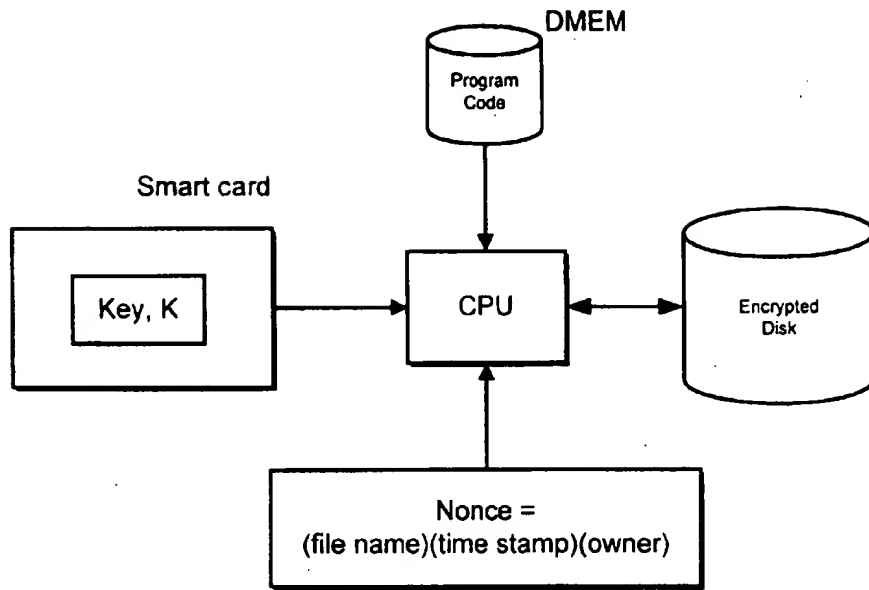 DMEM
Program
Code
Smart card
Key, K
CPU
Encrypted
Disk
Nonce =
(file name)(time stamp)(owner)